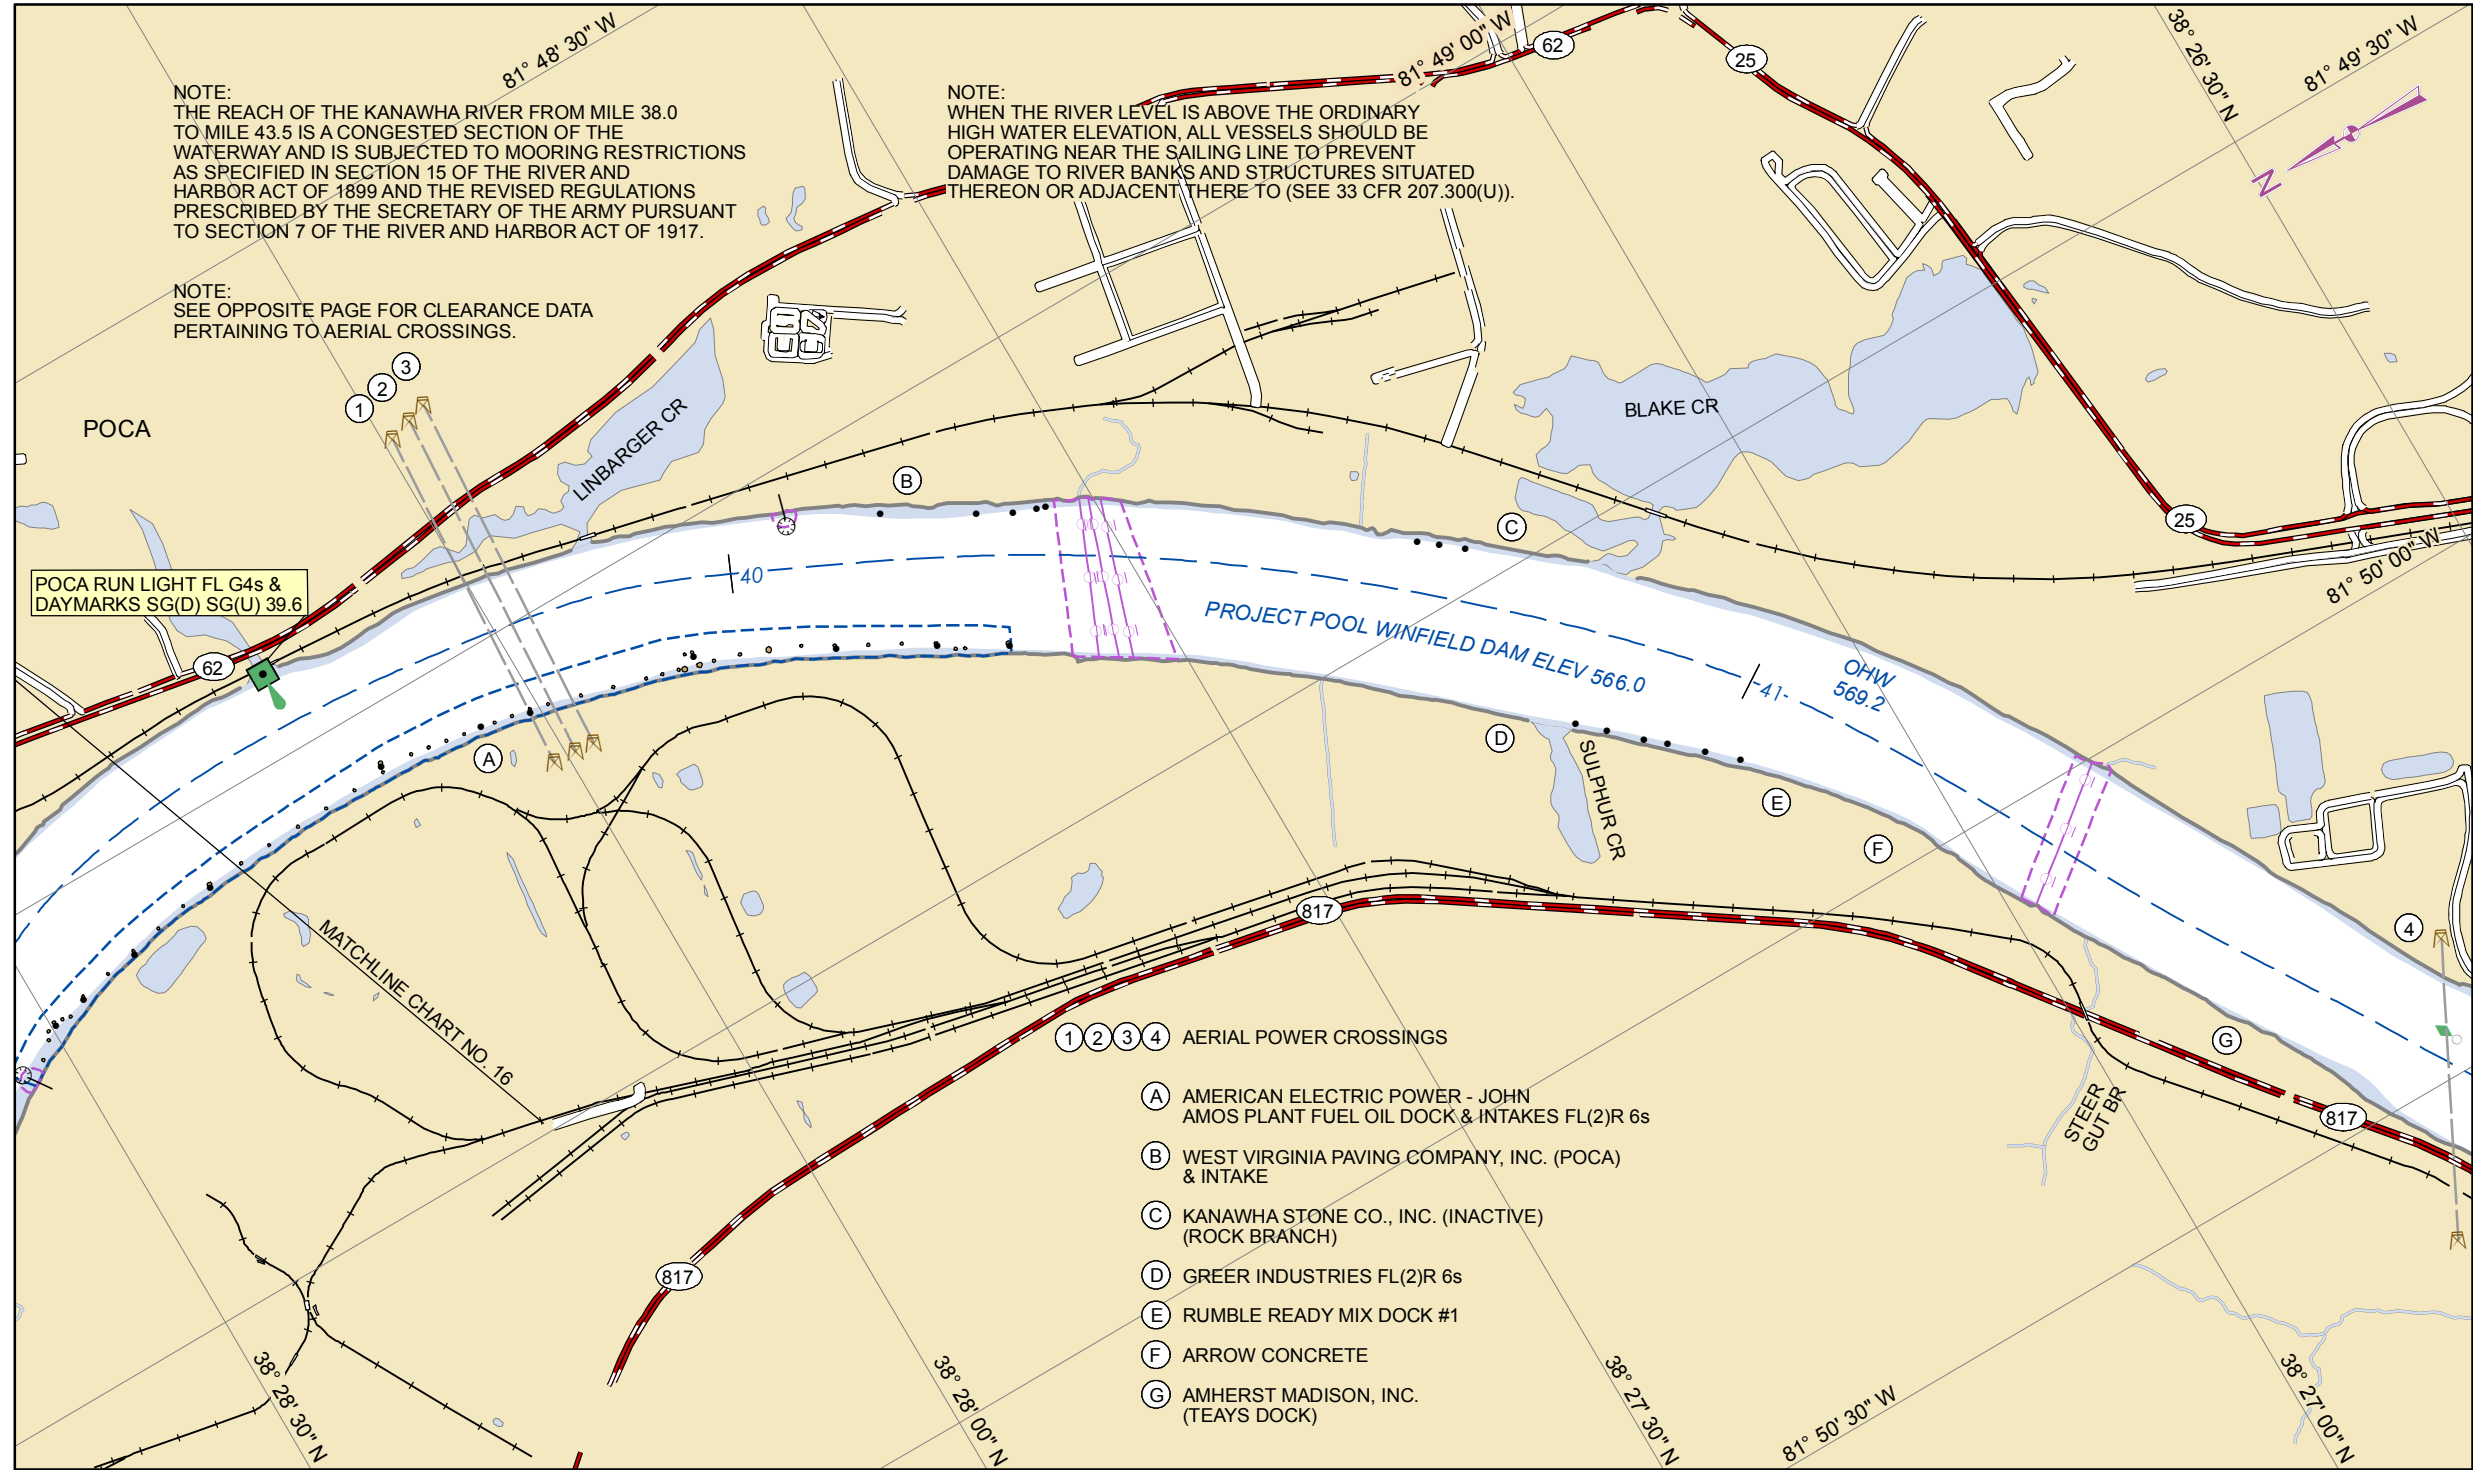 81° 48' 30" W
81° 49' 00" W
62
25
38° 26' 30" N
81° 49' 30" W
N
NOTE:
THE REACH OF THE KANAWHA RIVER FROM MILE 38.0
TO MILE 43.5 IS A CONGESTED SECTION OF THE
WATERWAY AND IS SUBJECTED TO MOORING RESTRICTIONS
AS SPECIFIED IN SECTION 15 OF THE RIVER AND
HARBOR ACT OF 1899 AND THE REVISED REGULATIONS
PRESCRIBED BY THE SECRETARY OF THE ARMY PURSUANT
TO SECTION 7 OF THE RIVER AND HARBOR ACT OF 1917.
NOTE:
WHEN THE RIVER LEVEL IS ABOVE THE ORDINARY
HIGH WATER ELEVATION, ALL VESSELS SHOULD BE
OPERATING NEAR THE SAILING LINE TO PREVENT
DAMAGE TO RIVER BANKS AND STRUCTURES SITUATED
THEREON OR ADJACENT THERE TO (SEE 33 CFR 207.300(U)).
NOTE:
SEE OPPOSITE PAGE FOR CLEARANCE DATA
PERTAINING TO AERIAL CROSSINGS.
1
2
3
POCA
LINBARGER CR
BLAKE CR
B
C
25
81° 50' 00" W
POCA RUN LIGHT FL G4s &
DAYMARKS SG(D) SG(U) 39.6
40
62
PROJECT POOL WINFIELD DAM ELEV 566.0
41
OHW
569.2
A
D
SULPHUR CR
E
F
817
4
MATCHLINE CHART NO. 16
G
STEER
GUT BR
817
817
1 2 3 4 AERIAL POWER CROSSINGS
A AMERICAN ELECTRIC POWER - JOHN
AMOS PLANT FUEL OIL DOCK & INTAKES FL(2)R 6s
B WEST VIRGINIA PAVING COMPANY, INC. (POCA)
& INTAKE
C KANAWHA STONE CO., INC. (INACTIVE)
(ROCK BRANCH)
D GREER INDUSTRIES FL(2)R 6s
E RUMBLE READY MIX DOCK #1
F ARROW CONCRETE
G AMHERST MADISON, INC.
(TEAYS DOCK)
38° 28' 30" N
38° 28' 00" N
38° 27' 30" N
81° 50' 30" W
38° 27' 00" N